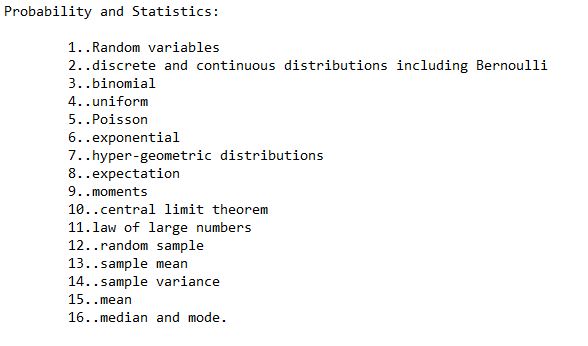 Probability and Statistics:
1..Random variables
2..discrete and continuous distributions including Bernoulli
3..binomial
4..uniform
5..Poisson
6..exponential
7..hyper-geometric distributions
8..expectation
9..moments
10..central limit theorem
11.law of large numbers
12..random sample
13..sample mean
14..sample variance
15..mean
16..median and mode.